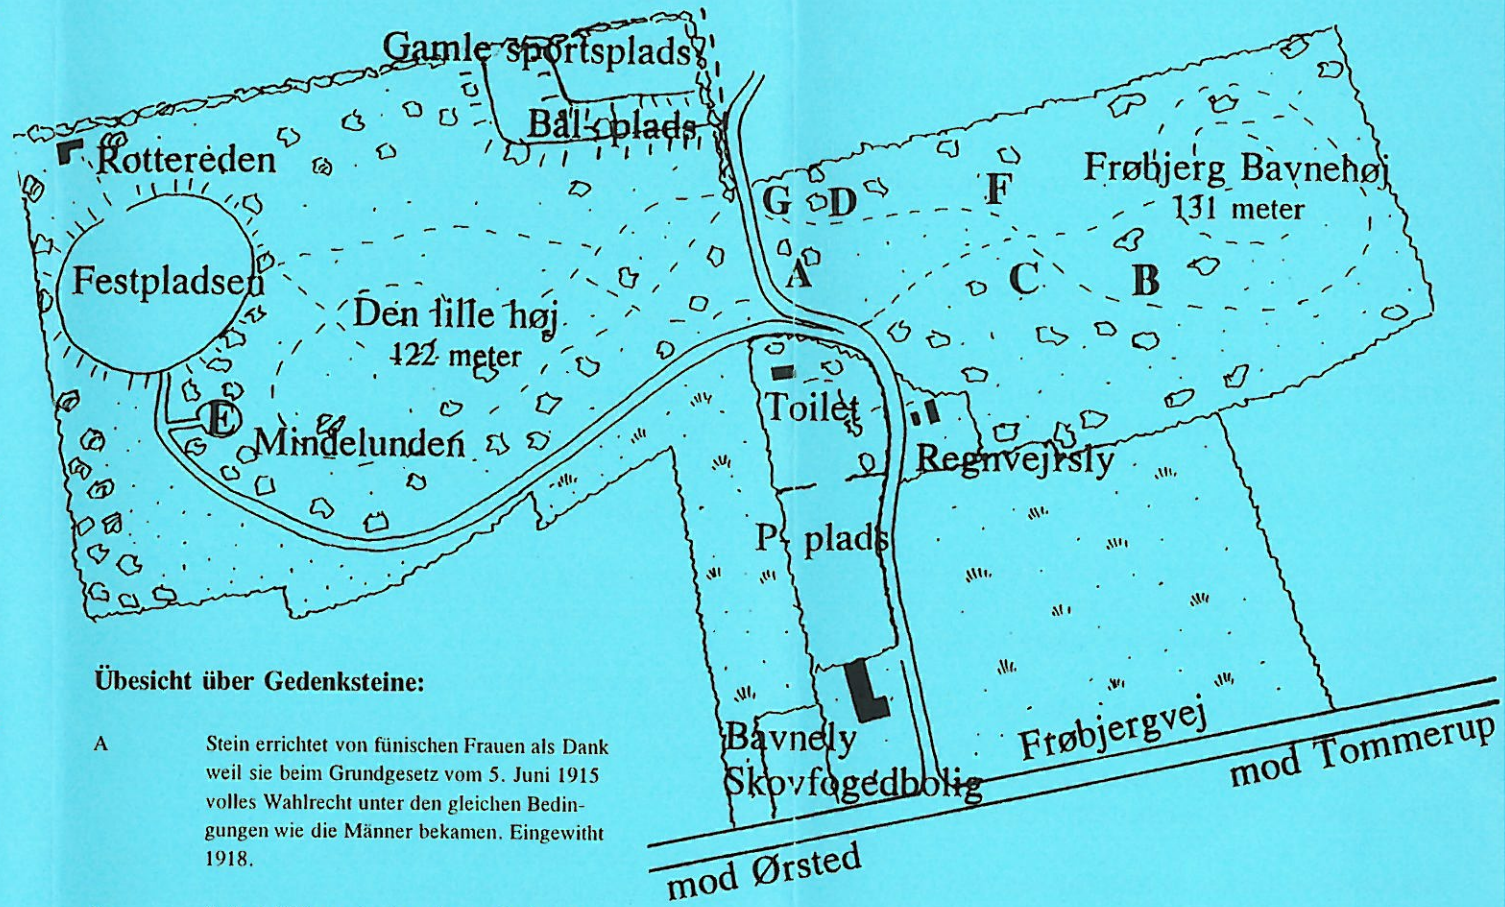 Gamle sportsplads
Bål - plads
Rottereden
Festpladsen
Den lille høj
122 meter
E
Mindelunden
G D F
A C B
Frøbjerg Bavnehøj
131 meter
Toilet
Regnvejrsly
P- plads
Bavnely
Skovfogedbolig
Frøbjergvej
mod Tommerup
mod Ørsted
Übesicht über Gedenksteine:
A Stein errichtet von fünischen Frauen als Dank
weil sie beim Grundgesetz vom 5. Juni 1915
volles Wahlrecht unter den gleichen Bedin-
gungen wie die Männer bekamen. Eingewitht
1918.